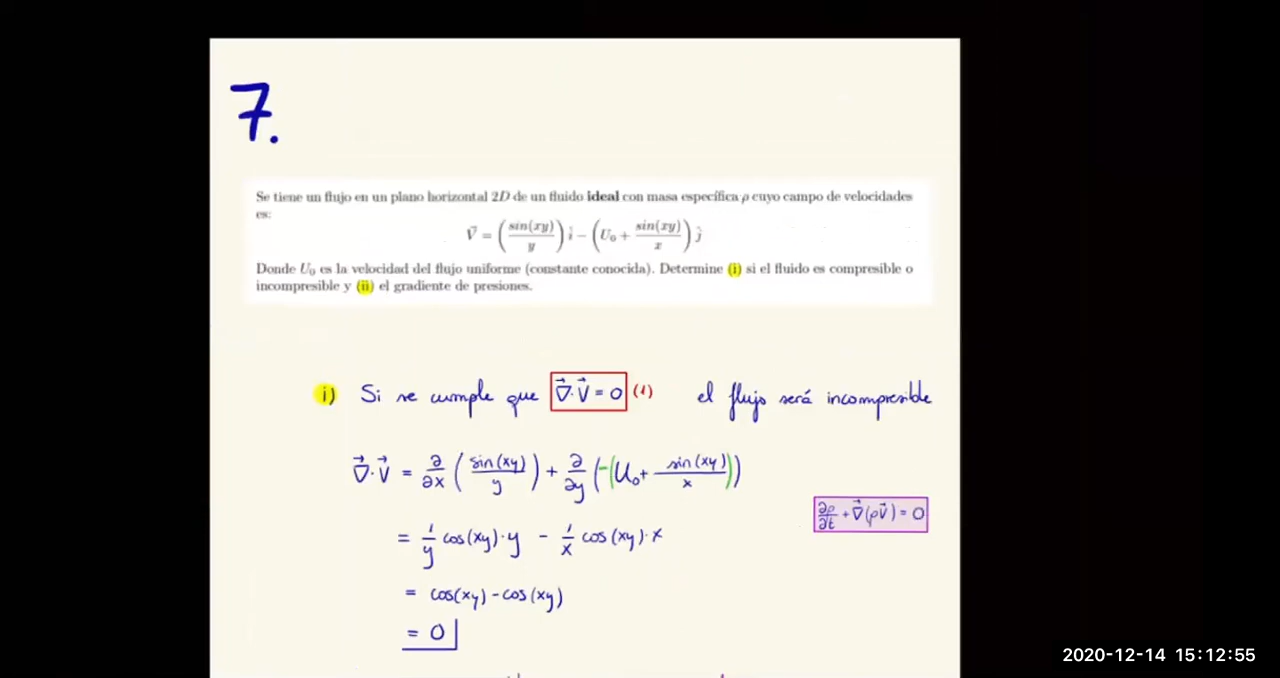 7.
Se tiene un flujo en un plano horizontal 2D de un fluido ideal con masa específica ρ cuyo campo de velocidades
es:
V⃗ = (sin(xy)/y) î − (U₀ + sin(xy)/x) ĵ
Donde U₀ es la velocidad del flujo uniforme (constante conocida). Determine (i) si el fluido es compresible o
incompresible y (ii) el gradiente de presiones.
i) Si se cumple que ∇⃗·V⃗ = 0 (1) el flujo será incompresible
∇⃗·V⃗ = ∂/∂x (sin(xy)/y) + ∂/∂y (−(U₀+ sin(xy)/x))
∂ρ/∂t + ∇⃗(ρV⃗) = 0
= 1/y cos(xy)·y − 1/x cos(xy)·x
= cos(xy) − cos(xy)
= 0
2020-12-14 15:12:55